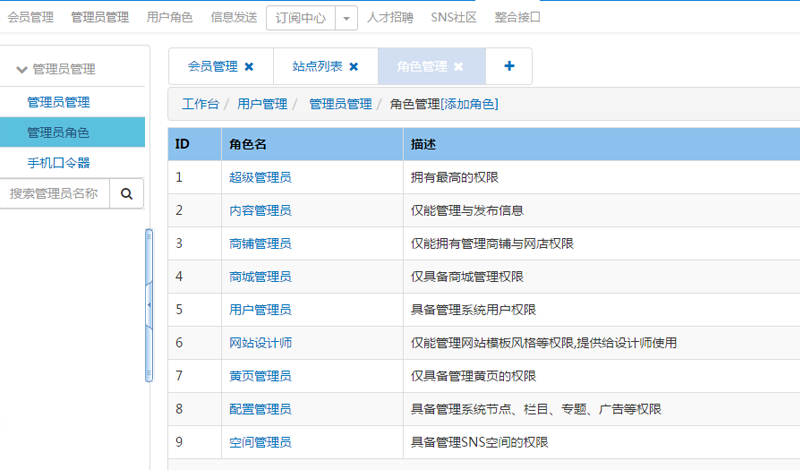 会员管理 管理员管理 用户角色 信息发送 订阅中心 人才招聘 SNS社区 整合接口
管理员管理
管理员管理
管理员角色
手机口令器
搜索管理员名称
会员管理 ✖ 站点列表 ✖ 角色管理 ✖ +
工作台 / 用户管理 / 管理员管理 / 角色管理[添加角色]
ID 角色名 描述
1 超级管理员 拥有最高的权限
2 内容管理员 仅能管理与发布信息
3 商铺管理员 仅能拥有管理商铺与网店权限
4 商城管理员 仅具备商城管理权限
5 用户管理员 具备管理系统用户权限
6 网站设计师 仅能管理网站模板风格等权限,提供给设计师使用
7 黄页管理员 仅具备管理黄页的权限
8 配置管理员 具备管理系统节点、栏目、专题、广告等权限
9 空间管理员 具备管理SNS空间的权限